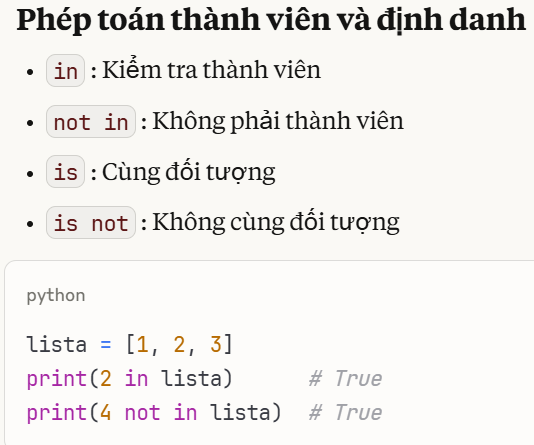 Phép toán thành viên và định danh
• in : Kiểm tra thành viên
• not in : Không phải thành viên
• is : Cùng đối tượng
• is not : Không cùng đối tượng
python
lista = [1, 2, 3]
print(2 in lista)      # True
print(4 not in lista)  # True